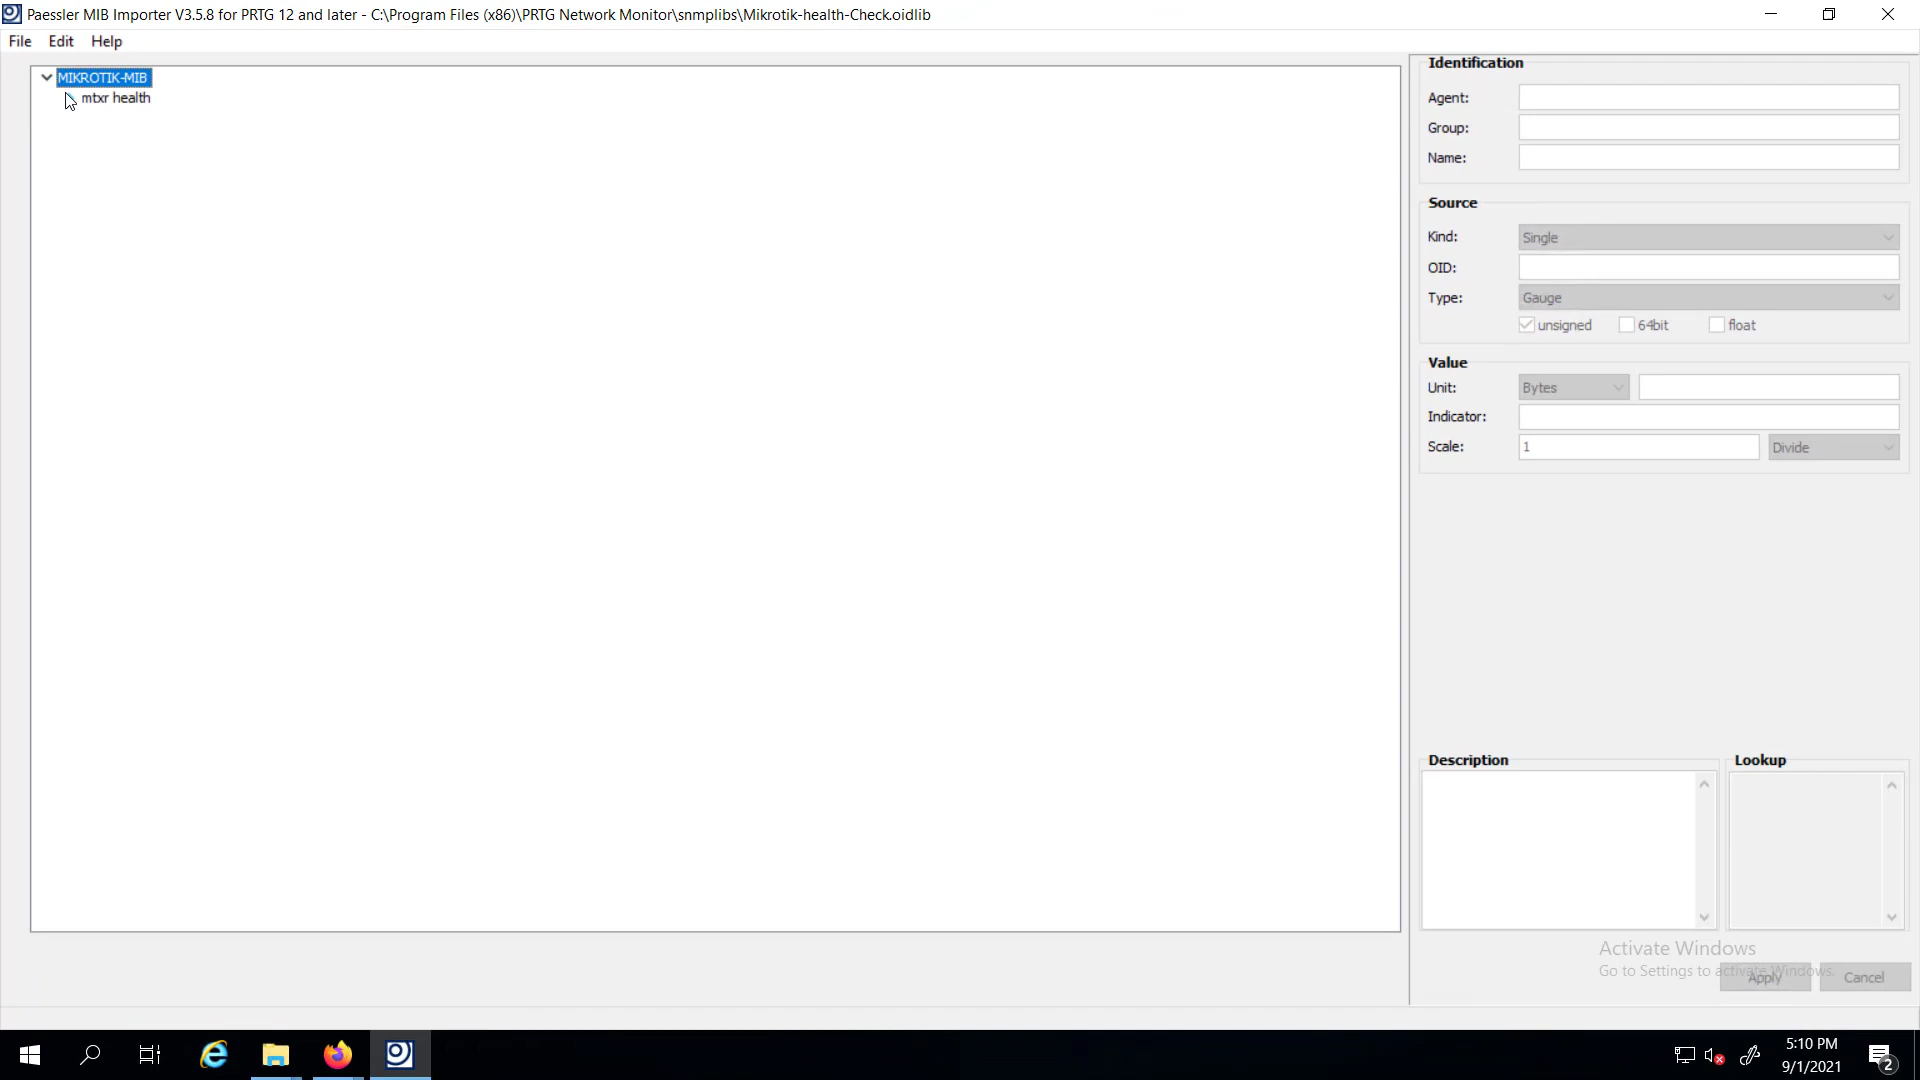 Paessler MIB Importer V3.5.8 for PRTG 12 and later - C:\Program Files (x86)\PRTG Network Monitor\snmplibs\Mikrotik-health-Check.oidlib
File Edit Help
MIKROTIK-MIB
mtxr health
Identification
Agent:
Group:
Name:
Source
Kind: Single
OID:
Type: Gauge
unsigned 64bit float
Value
Unit: Bytes
Indicator:
Scale: 1 Divide
Description Lookup
Activate Windows
Go to Settings to activate Windows.
Apply Cancel
5:10 PM
9/1/2021
2